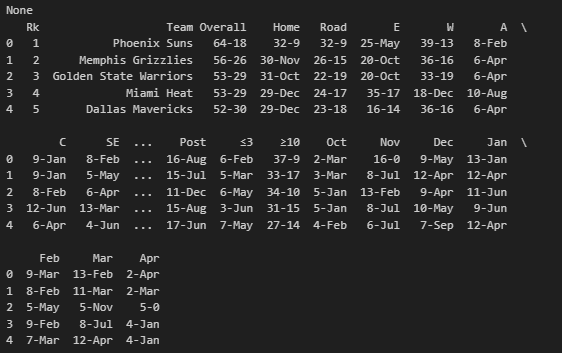 None
Rk Team Overall Home Road E W A \
0 1 Phoenix Suns 64-18 32-9 32-9 25-May 39-13 8-Feb
1 2 Memphis Grizzlies 56-26 30-Nov 26-15 20-Oct 36-16 6-Apr
2 3 Golden State Warriors 53-29 31-Oct 22-19 20-Oct 33-19 6-Apr
3 4 Miami Heat 53-29 29-Dec 24-17 35-17 18-Dec 10-Aug
4 5 Dallas Mavericks 52-30 29-Dec 23-18 16-14 36-16 6-Apr
C SE ... Post ≤3 ≥10 Oct Nov Dec Jan \
0 9-Jan 8-Feb ... 16-Aug 6-Feb 37-9 2-Mar 16-0 9-May 13-Jan
1 9-Jan 5-May ... 15-Jul 5-Mar 33-17 3-Mar 8-Jul 12-Apr 12-Apr
2 8-Feb 6-Apr ... 11-Dec 6-May 34-10 5-Jan 13-Feb 9-Apr 11-Jun
3 12-Jun 13-Mar ... 15-Aug 3-Jun 31-15 5-Jan 8-Jul 10-May 9-Jun
4 6-Apr 4-Jun ... 17-Jun 7-May 27-14 4-Feb 6-Jul 7-Sep 12-Apr
Feb Mar Apr
0 9-Mar 13-Feb 2-Apr
1 8-Feb 11-Mar 2-Mar
2 5-May 5-Nov 5-0
3 9-Feb 8-Jul 4-Jan
4 7-Mar 12-Apr 4-Jan